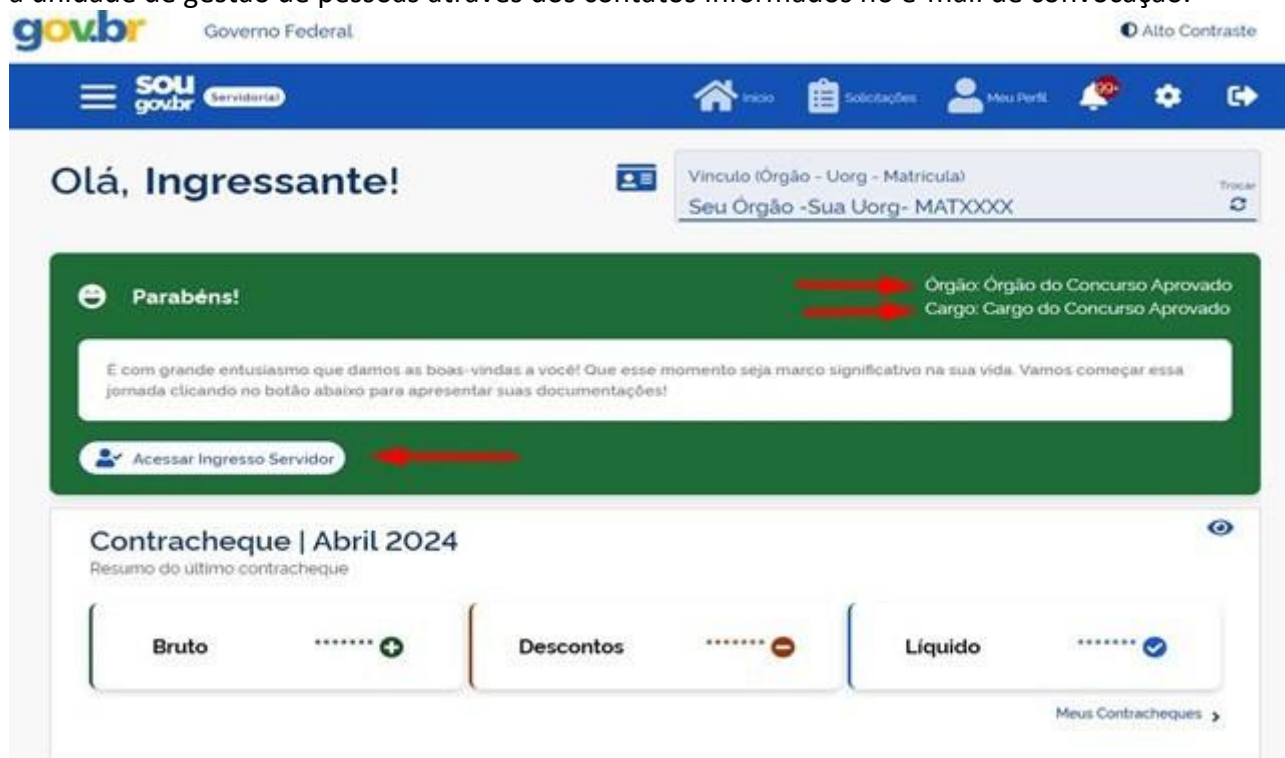 a unidade de gestão de pessoas através dos contatos informados no e-mail de convocação.
gov.br Governo Federal Alto Contraste
sou gov.br Servidor(a) Início Solicitações Meu Perfil 99+
Olá, Ingressante!
Vínculo (Órgão - Uorg - Matrícula) Trocar
Seu Órgão -Sua Uorg- MATXXXX
Parabéns!
Órgão: Órgão do Concurso Aprovado
Cargo: Cargo do Concurso Aprovado
É com grande entusiasmo que damos as boas-vindas a você! Que esse momento seja marco significativo na sua vida. Vamos começar essa
jornada clicando no botão abaixo para apresentar suas documentações!
Acessar Ingresso Servidor
Contracheque | Abril 2024
Resumo do último contracheque
Bruto ******* Descontos ******* Líquido *******
Meus Contracheques